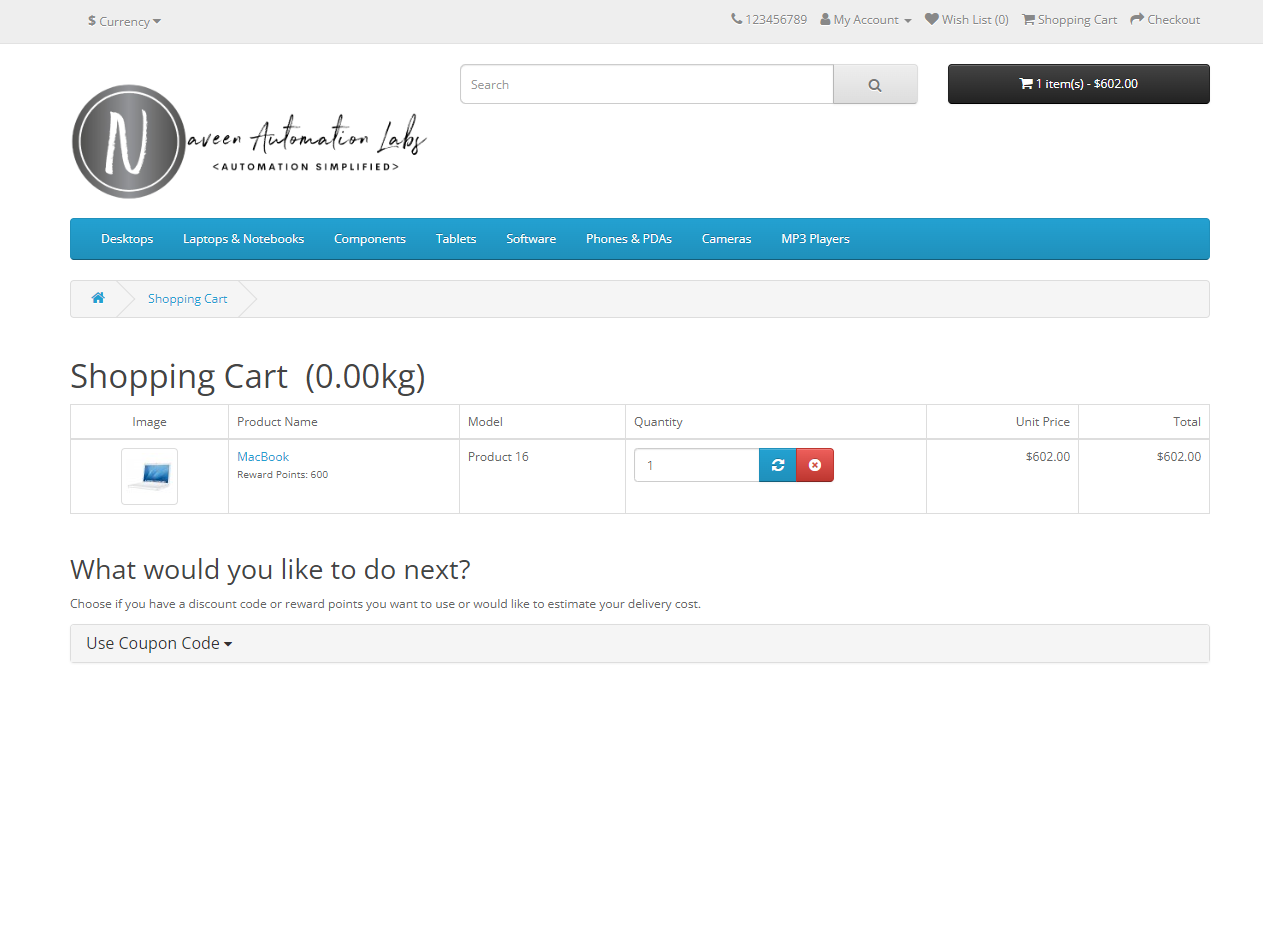 $ Currency
123456789 My Account Wish List (0) Shopping Cart Checkout
Search
1 item(s) - $602.00
N aveen Automation Labs
<AUTOMATION SIMPLIFIED>
Desktops Laptops & Notebooks Components Tablets Software Phones & PDAs Cameras MP3 Players
Shopping Cart
Shopping Cart (0.00kg)
Image Product Name Model Quantity Unit Price Total
MacBook Product 16 1 $602.00 $602.00
Reward Points: 600
What would you like to do next?
Choose if you have a discount code or reward points you want to use or would like to estimate your delivery cost.
Use Coupon Code